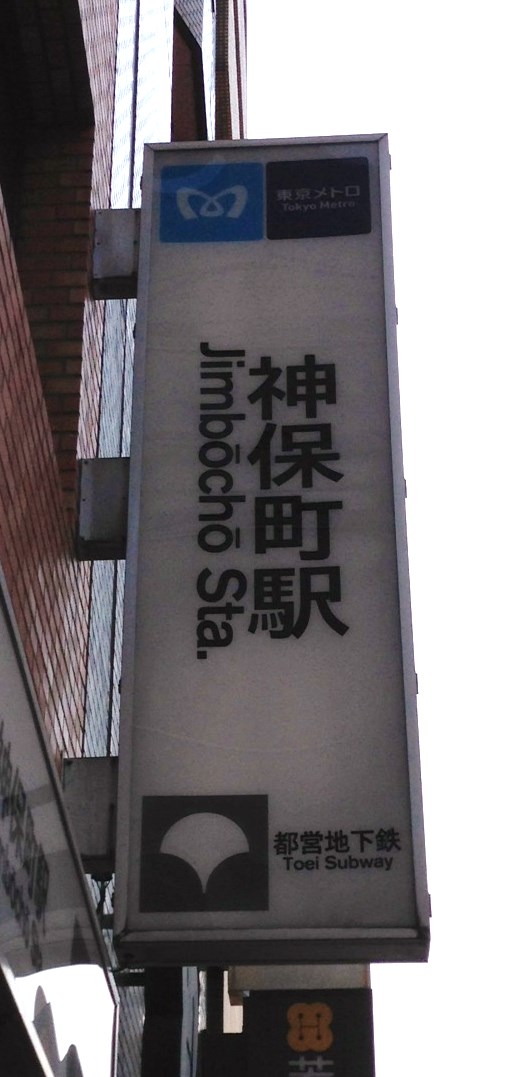 東京メトロ
Tokyo Metro
神保町駅
Jimbōchō Sta.
都営地下鉄
Toei Subway